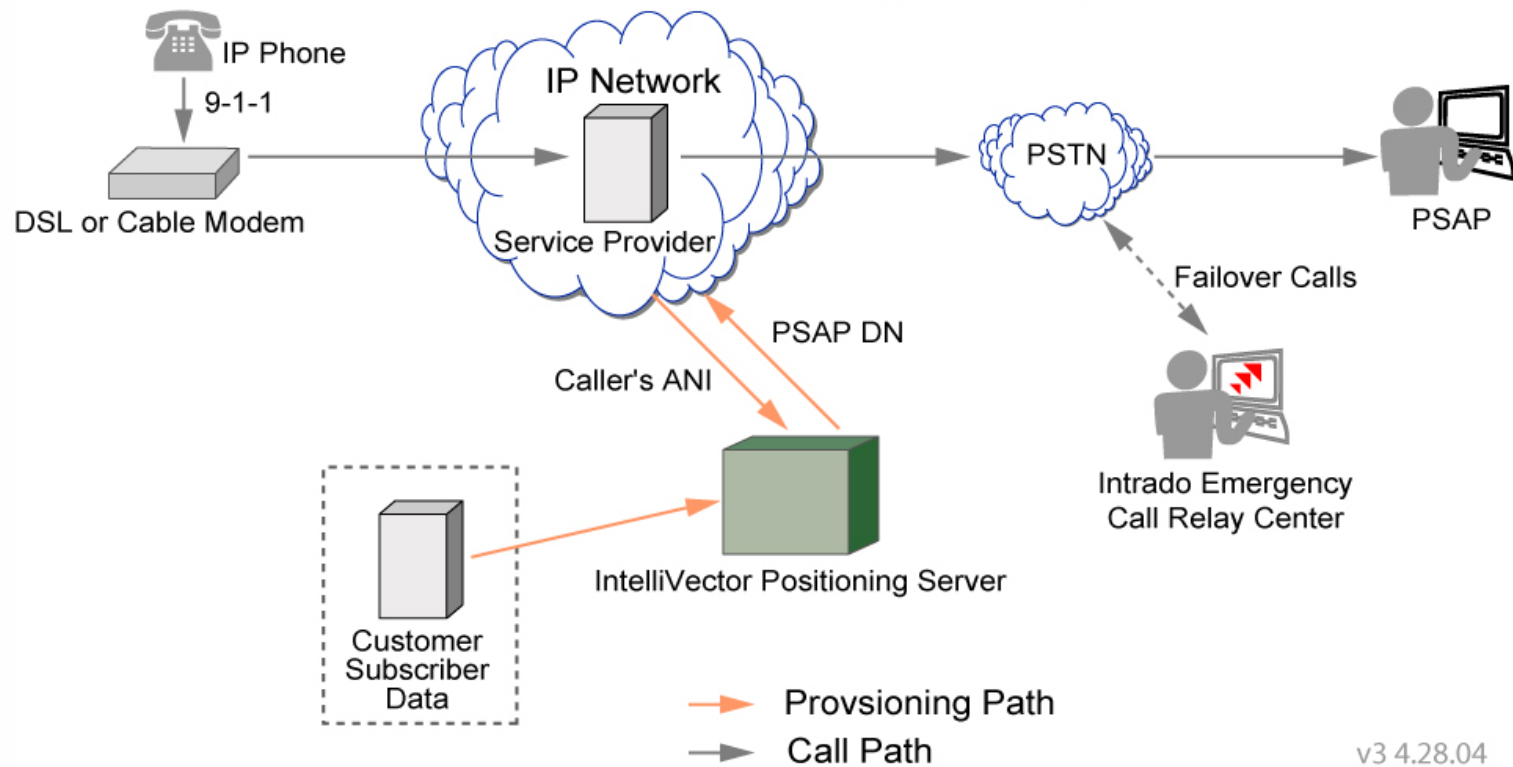 IP Phone
9-1-1
DSL or Cable Modem
IP Network
Service Provider
PSTN
PSAP
Failover Calls
PSAP DN
Caller's ANI
Intrado Emergency
Call Relay Center
IntelliVector Positioning Server
Customer
Subscriber
Data
Provsioning Path
Call Path
v3 4.28.04